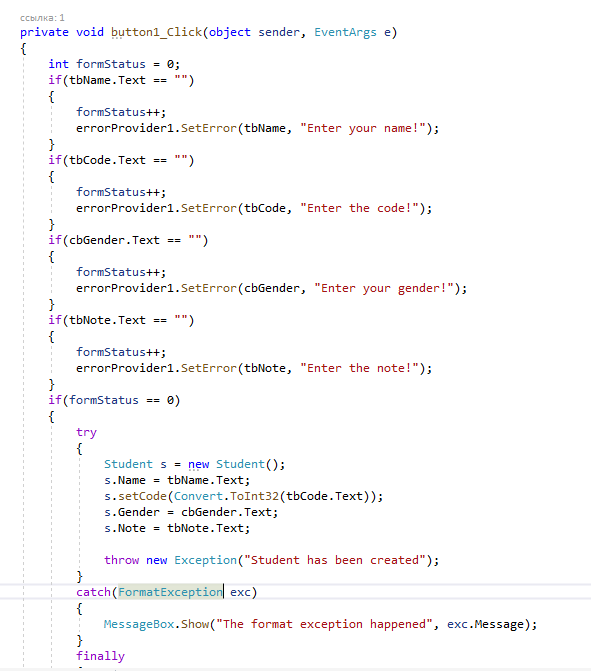 ссылка: 1
private void button1_Click(object sender, EventArgs e)
{
    int formStatus = 0;
    if(tbName.Text == "")
    {
        formStatus++;
        errorProvider1.SetError(tbName, "Enter your name!");
    }
    if(tbCode.Text == "")
    {
        formStatus++;
        errorProvider1.SetError(tbCode, "Enter the code!");
    }
    if(cbGender.Text == "")
    {
        formStatus++;
        errorProvider1.SetError(cbGender, "Enter your gender!");
    }
    if(tbNote.Text == "")
    {
        formStatus++;
        errorProvider1.SetError(tbNote, "Enter the note!");
    }
    if(formStatus == 0)
    {
        try
        {
            Student s = new Student();
            s.Name = tbName.Text;
            s.setCode(Convert.ToInt32(tbCode.Text));
            s.Gender = cbGender.Text;
            s.Note = tbNote.Text;

            throw new Exception("Student has been created");
        }
        catch(FormatException exc)
        {
            MessageBox.Show("The format exception happened", exc.Message);
        }
        finally